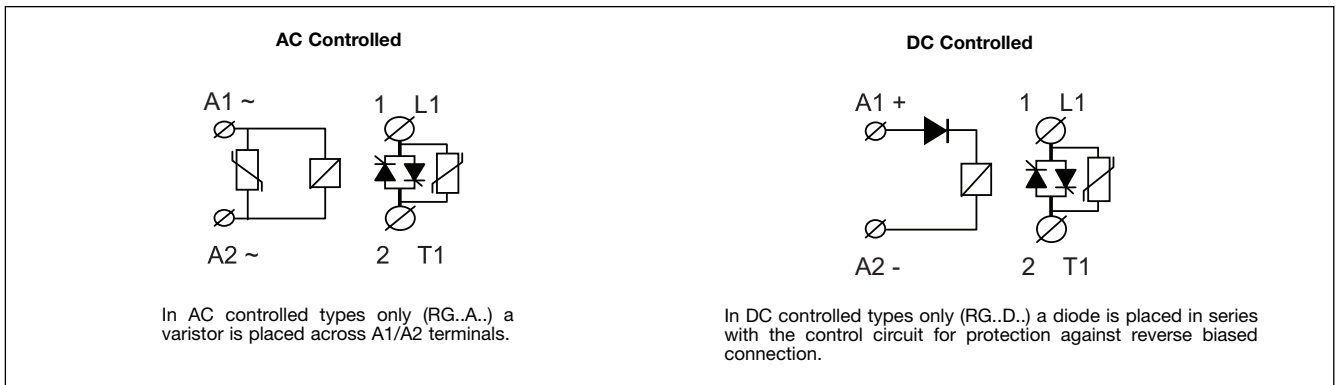 AC Controlled
A1 ~
1 L1
A2 ~
2 T1
In AC controlled types only (RG..A..) a
varistor is placed across A1/A2 terminals.
DC Controlled
A1 +
1 L1
A2 -
2 T1
In DC controlled types only (RG..D..) a diode is placed in series
with the control circuit for protection against reverse biased
connection.